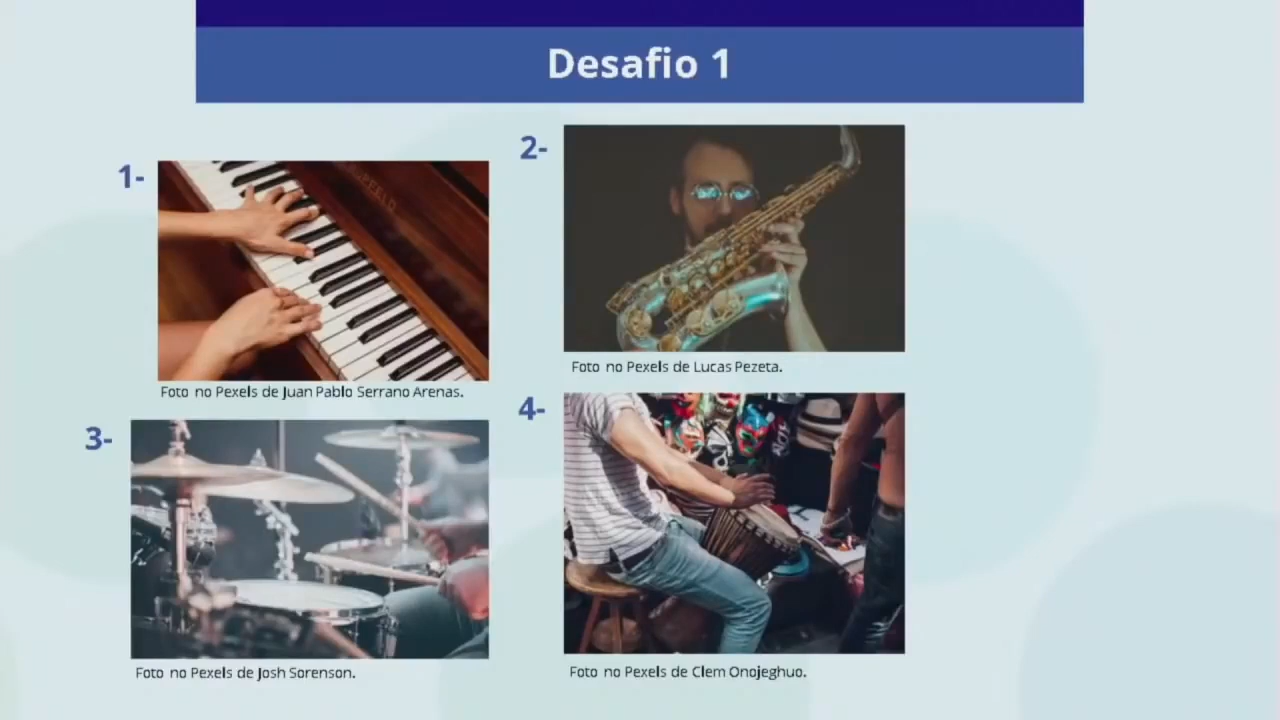 Desafio 1
1-
Foto no Pexels de Juan Pablo Serrano Arenas.
2-
Foto no Pexels de Lucas Pezeta.
3-
Foto no Pexels de Josh Sorenson.
4-
Foto no Pexels de Clem Onojeghuo.